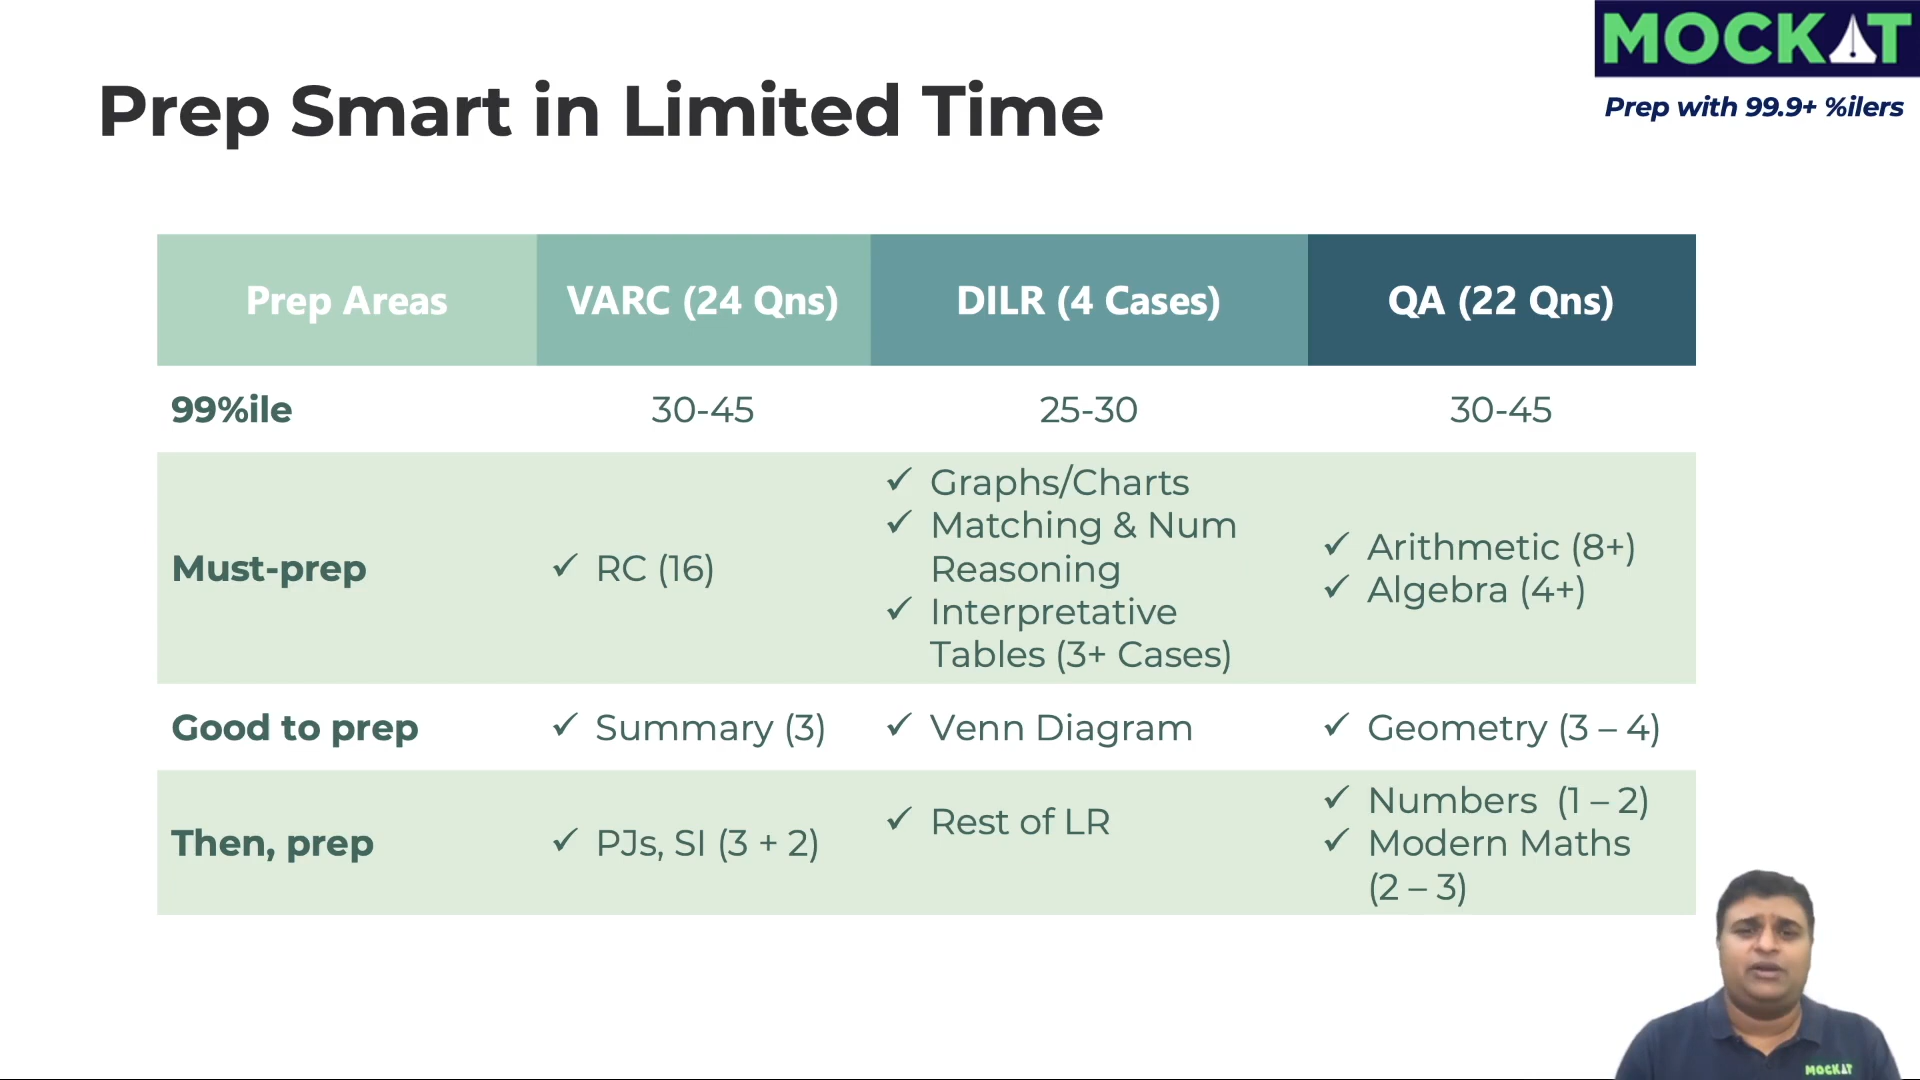 MOCKAT
Prep with 99.9+ %ilers
Prep Smart in Limited Time
Prep Areas
VARC (24 Qns)
DILR (4 Cases)
QA (22 Qns)
99%ile
30-45
25-30
30-45
Must-prep
✓ RC (16)
✓ Graphs/Charts
✓ Matching & Num
Reasoning
✓ Interpretative
Tables (3+ Cases)
✓ Arithmetic (8+)
✓ Algebra (4+)
Good to prep
✓ Summary (3)
✓ Venn Diagram
✓ Geometry (3 – 4)
Then, prep
✓ PJs, SI (3 + 2)
✓ Rest of LR
✓ Numbers (1 – 2)
✓ Modern Maths
(2 – 3)
MOCKAT